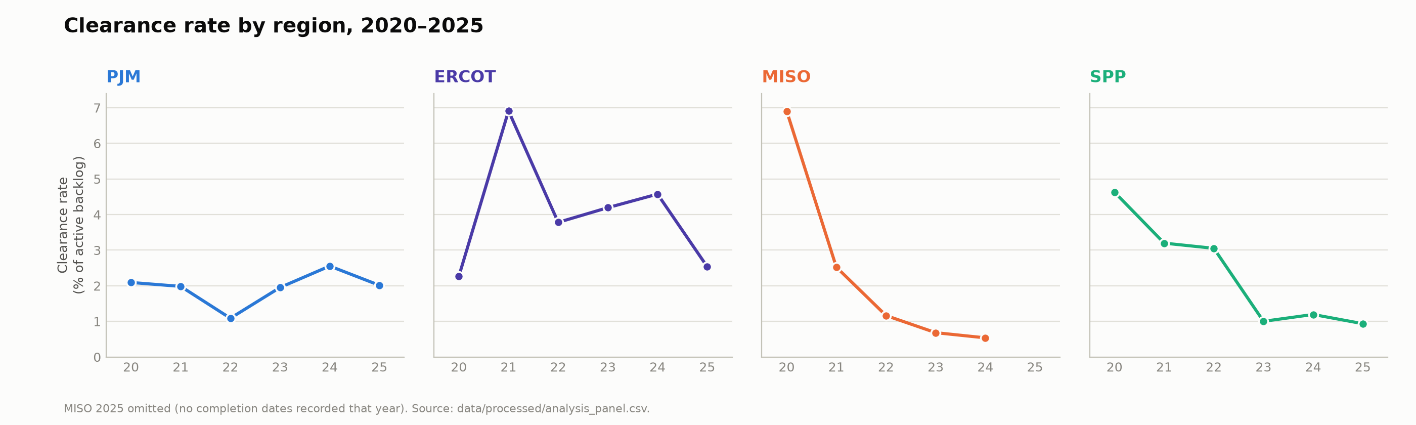 Clearance rate by region, 2020–2025
PJM
ERCOT
MISO
SPP
Clearance rate
(% of active backlog)
7
6
5
4
3
2
1
0
20 21 22 23 24 25
20 21 22 23 24 25
20 21 22 23 24 25
20 21 22 23 24 25
MISO 2025 omitted (no completion dates recorded that year). Source: data/processed/analysis_panel.csv.